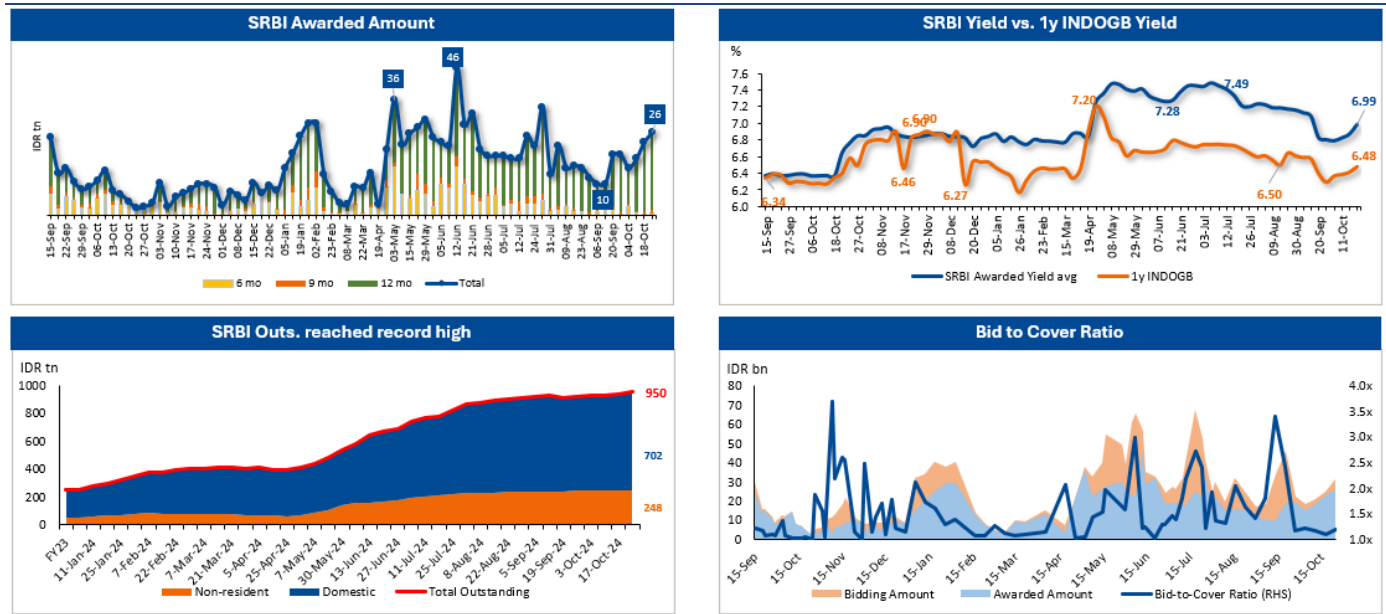 SRBI Awarded Amount
IDR tn
36
46
26
10
15-Sep
22-Sep
29-Sep
06-Oct
13-Oct
20-Oct
27-Oct
03-Nov
10-Nov
17-Nov
24-Nov
01-Dec
08-Dec
15-Dec
22-Dec
05-Jan
19-Jan
02-Feb
23-Feb
08-Mar
22-Mar
19-Apr
03-May
15-May
29-May
05-Jun
12-Jun
21-Jun
28-Jun
05-Jul
12-Jul
24-Jul
31-Jul
09-Aug
23-Aug
06-Sep
20-Sep
04-Oct
18-Oct
6 mo 9 mo 12 mo Total
SRBI Yield vs. 1y INDOGB Yield
%
7.6
7.4
7.2
7.0
6.8
6.6
6.4
6.2
6.0
6.34
6.90
6.90
6.46
6.27
7.20
7.28
7.49
6.50
6.99
6.48
15-Sep
27-Sep
06-Oct
18-Oct
27-Oct
08-Nov
17-Nov
29-Nov
08-Dec
20-Dec
05-Jan
26-Jan
23-Feb
15-Mar
19-Apr
08-May
29-May
07-Jun
21-Jun
03-Jul
12-Jul
26-Jul
09-Aug
30-Aug
20-Sep
11-Oct
SRBI Awarded Yield avg 1y INDOGB
SRBI Outs. reached record high
IDR tn
1000
800
600
400
200
0
950
702
248
FY23
11-Jan-24
25-Jan-24
7-Feb-24
22-Feb-24
7-Mar-24
21-Mar-24
5-Apr-24
25-Apr-24
7-May-24
30-May-24
13-Jun-24
27-Jun-24
11-Jul-24
25-Jul-24
8-Aug-24
22-Aug-24
5-Sep-24
19-Sep-24
3-Oct-24
17-Oct-24
Non-resident Domestic Total Outstanding
Bid to Cover Ratio
IDR bn
80
70
60
50
40
30
20
10
0
4.0x
3.5x
3.0x
2.5x
2.0x
1.5x
1.0x
15-Sep
15-Oct
15-Nov
15-Dec
15-Jan
15-Feb
15-Mar
15-Apr
15-May
15-Jun
15-Jul
15-Aug
15-Sep
15-Oct
Bidding Amount Awarded Amount Bid-to-Cover Ratio (RHS)